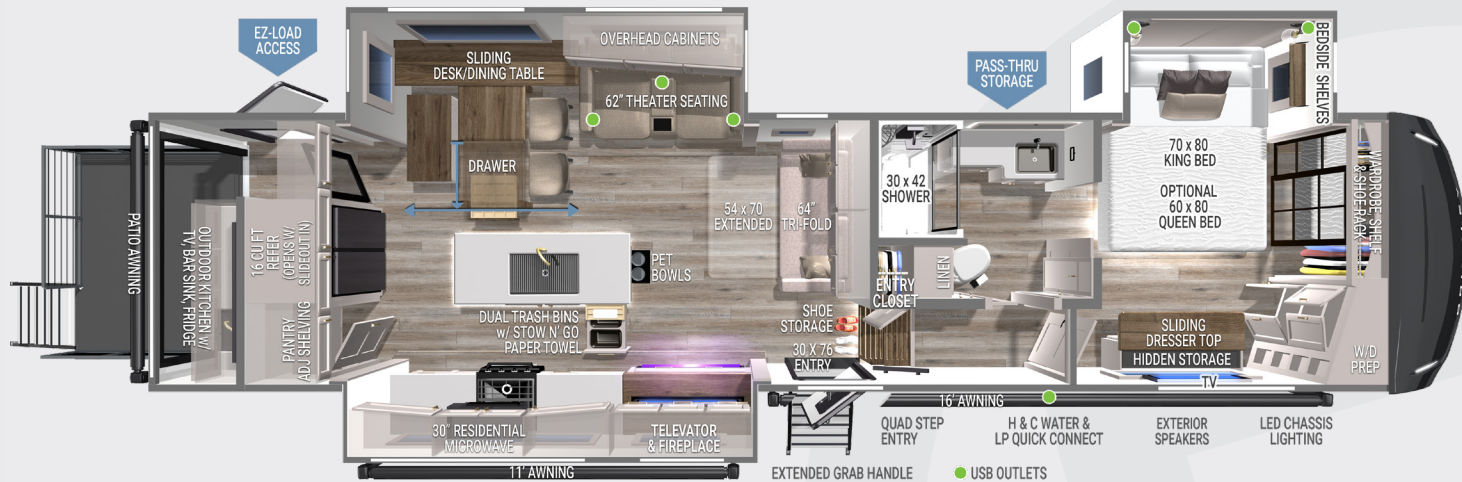 EZ-LOAD
ACCESS
OVERHEAD CABINETS
SLIDING
DESK/DINING TABLE
62” THEATER SEATING
DRAWER
PASS-THRU
STORAGE
BEDSIDE SHELVES
70 x 80
KING BED
OPTIONAL
60 x 80
QUEEN BED
WARDROBE, SHELF
& SHOE RACK
30 x 42
SHOWER
54 x 70
EXTENDED
64”
TRI-FOLD
PATIO AWNING
OUTDOOR KITCHEN w/
TV, BAR SINK, FRIDGE
16 CU FT
REFER
(OPENS W/
SLIDEOUT IN)
PANTRY
ADJ SHELVING
PET
BOWLS
LINEN
ENTRY
CLOSET
DUAL TRASH BINS
w/ STOW N’ GO
PAPER TOWEL
SHOE
STORAGE
30 X 76
ENTRY
SLIDING
DRESSER TOP
HIDDEN STORAGE
TV
W/D
PREP
30” RESIDENTIAL
MICROWAVE
TELEVATOR
& FIREPLACE
11’ AWNING
16’ AWNING
QUAD STEP
ENTRY
H & C WATER &
LP QUICK CONNECT
EXTERIOR
SPEAKERS
LED CHASSIS
LIGHTING
EXTENDED GRAB HANDLE
USB OUTLETS